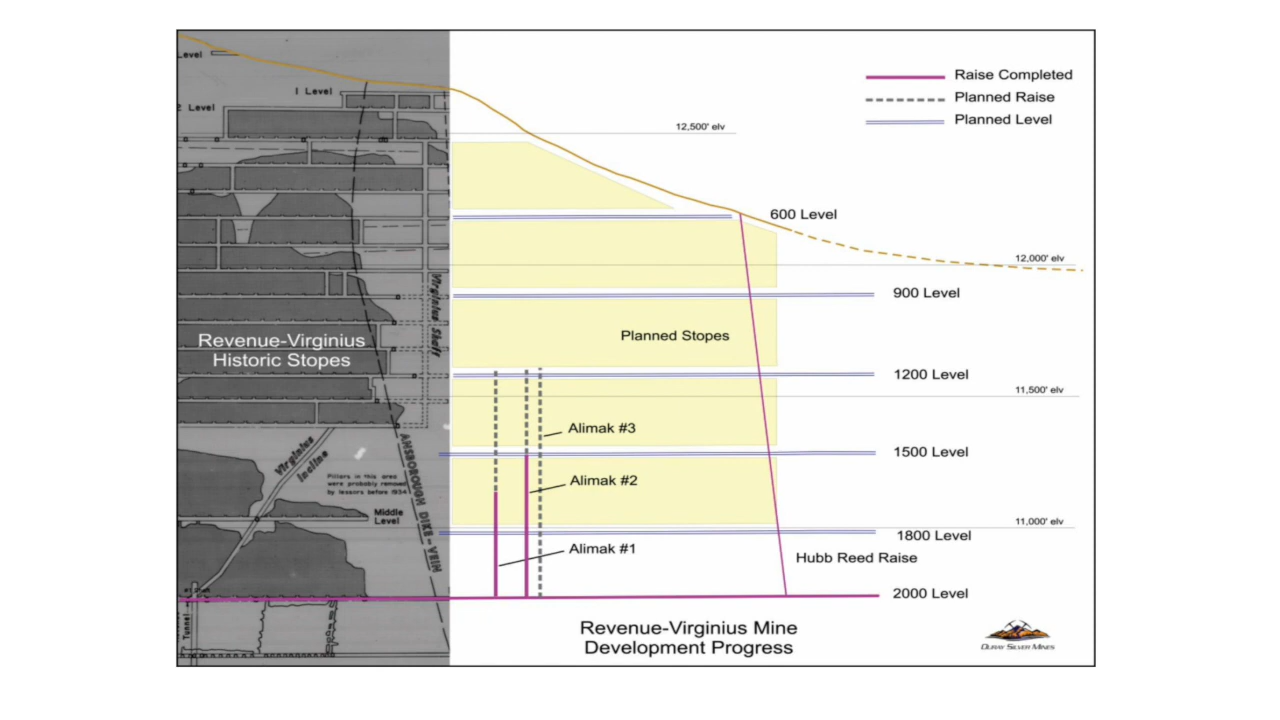 Level
1 Level
2 Level
Raise Completed
Planned Raise
Planned Level
12,500' elv
600 Level
12,000' elv
900 Level
Virginius Shaft
Planned Stopes
Revenue-Virginius
Historic Stopes
1200 Level
11,500' elv
Alimak #3
1500 Level
Virginius
Incline
Pillars in this area
were probably removed
by lessors before 1934
Alimak #2
Middle
Level
11,000' elv
1800 Level
ANSBOROUGH DIKE-VEIN
Alimak #1
Hubb Reed Raise
2000 Level
Tunnel
Revenue-Virginius Mine
Development Progress
OURAY SILVER MINES